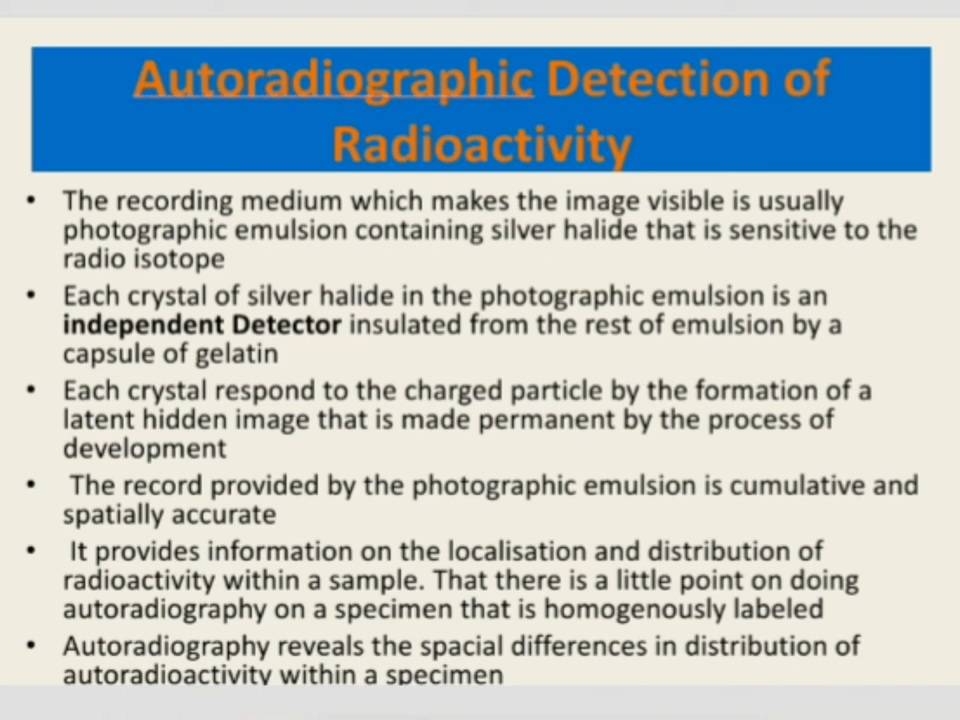 Autoradiographic Detection of
Radioactivity
• The recording medium which makes the image visible is usually
photographic emulsion containing silver halide that is sensitive to the
radio isotope
• Each crystal of silver halide in the photographic emulsion is an
independent Detector insulated from the rest of emulsion by a
capsule of gelatin
• Each crystal respond to the charged particle by the formation of a
latent hidden image that is made permanent by the process of
development
• The record provided by the photographic emulsion is cumulative and
spatially accurate
• It provides information on the localisation and distribution of
radioactivity within a sample. That there is a little point on doing
autoradiography on a specimen that is homogenously labeled
• Autoradiography reveals the spacial differences in distribution of
autoradioactivity within a specimen